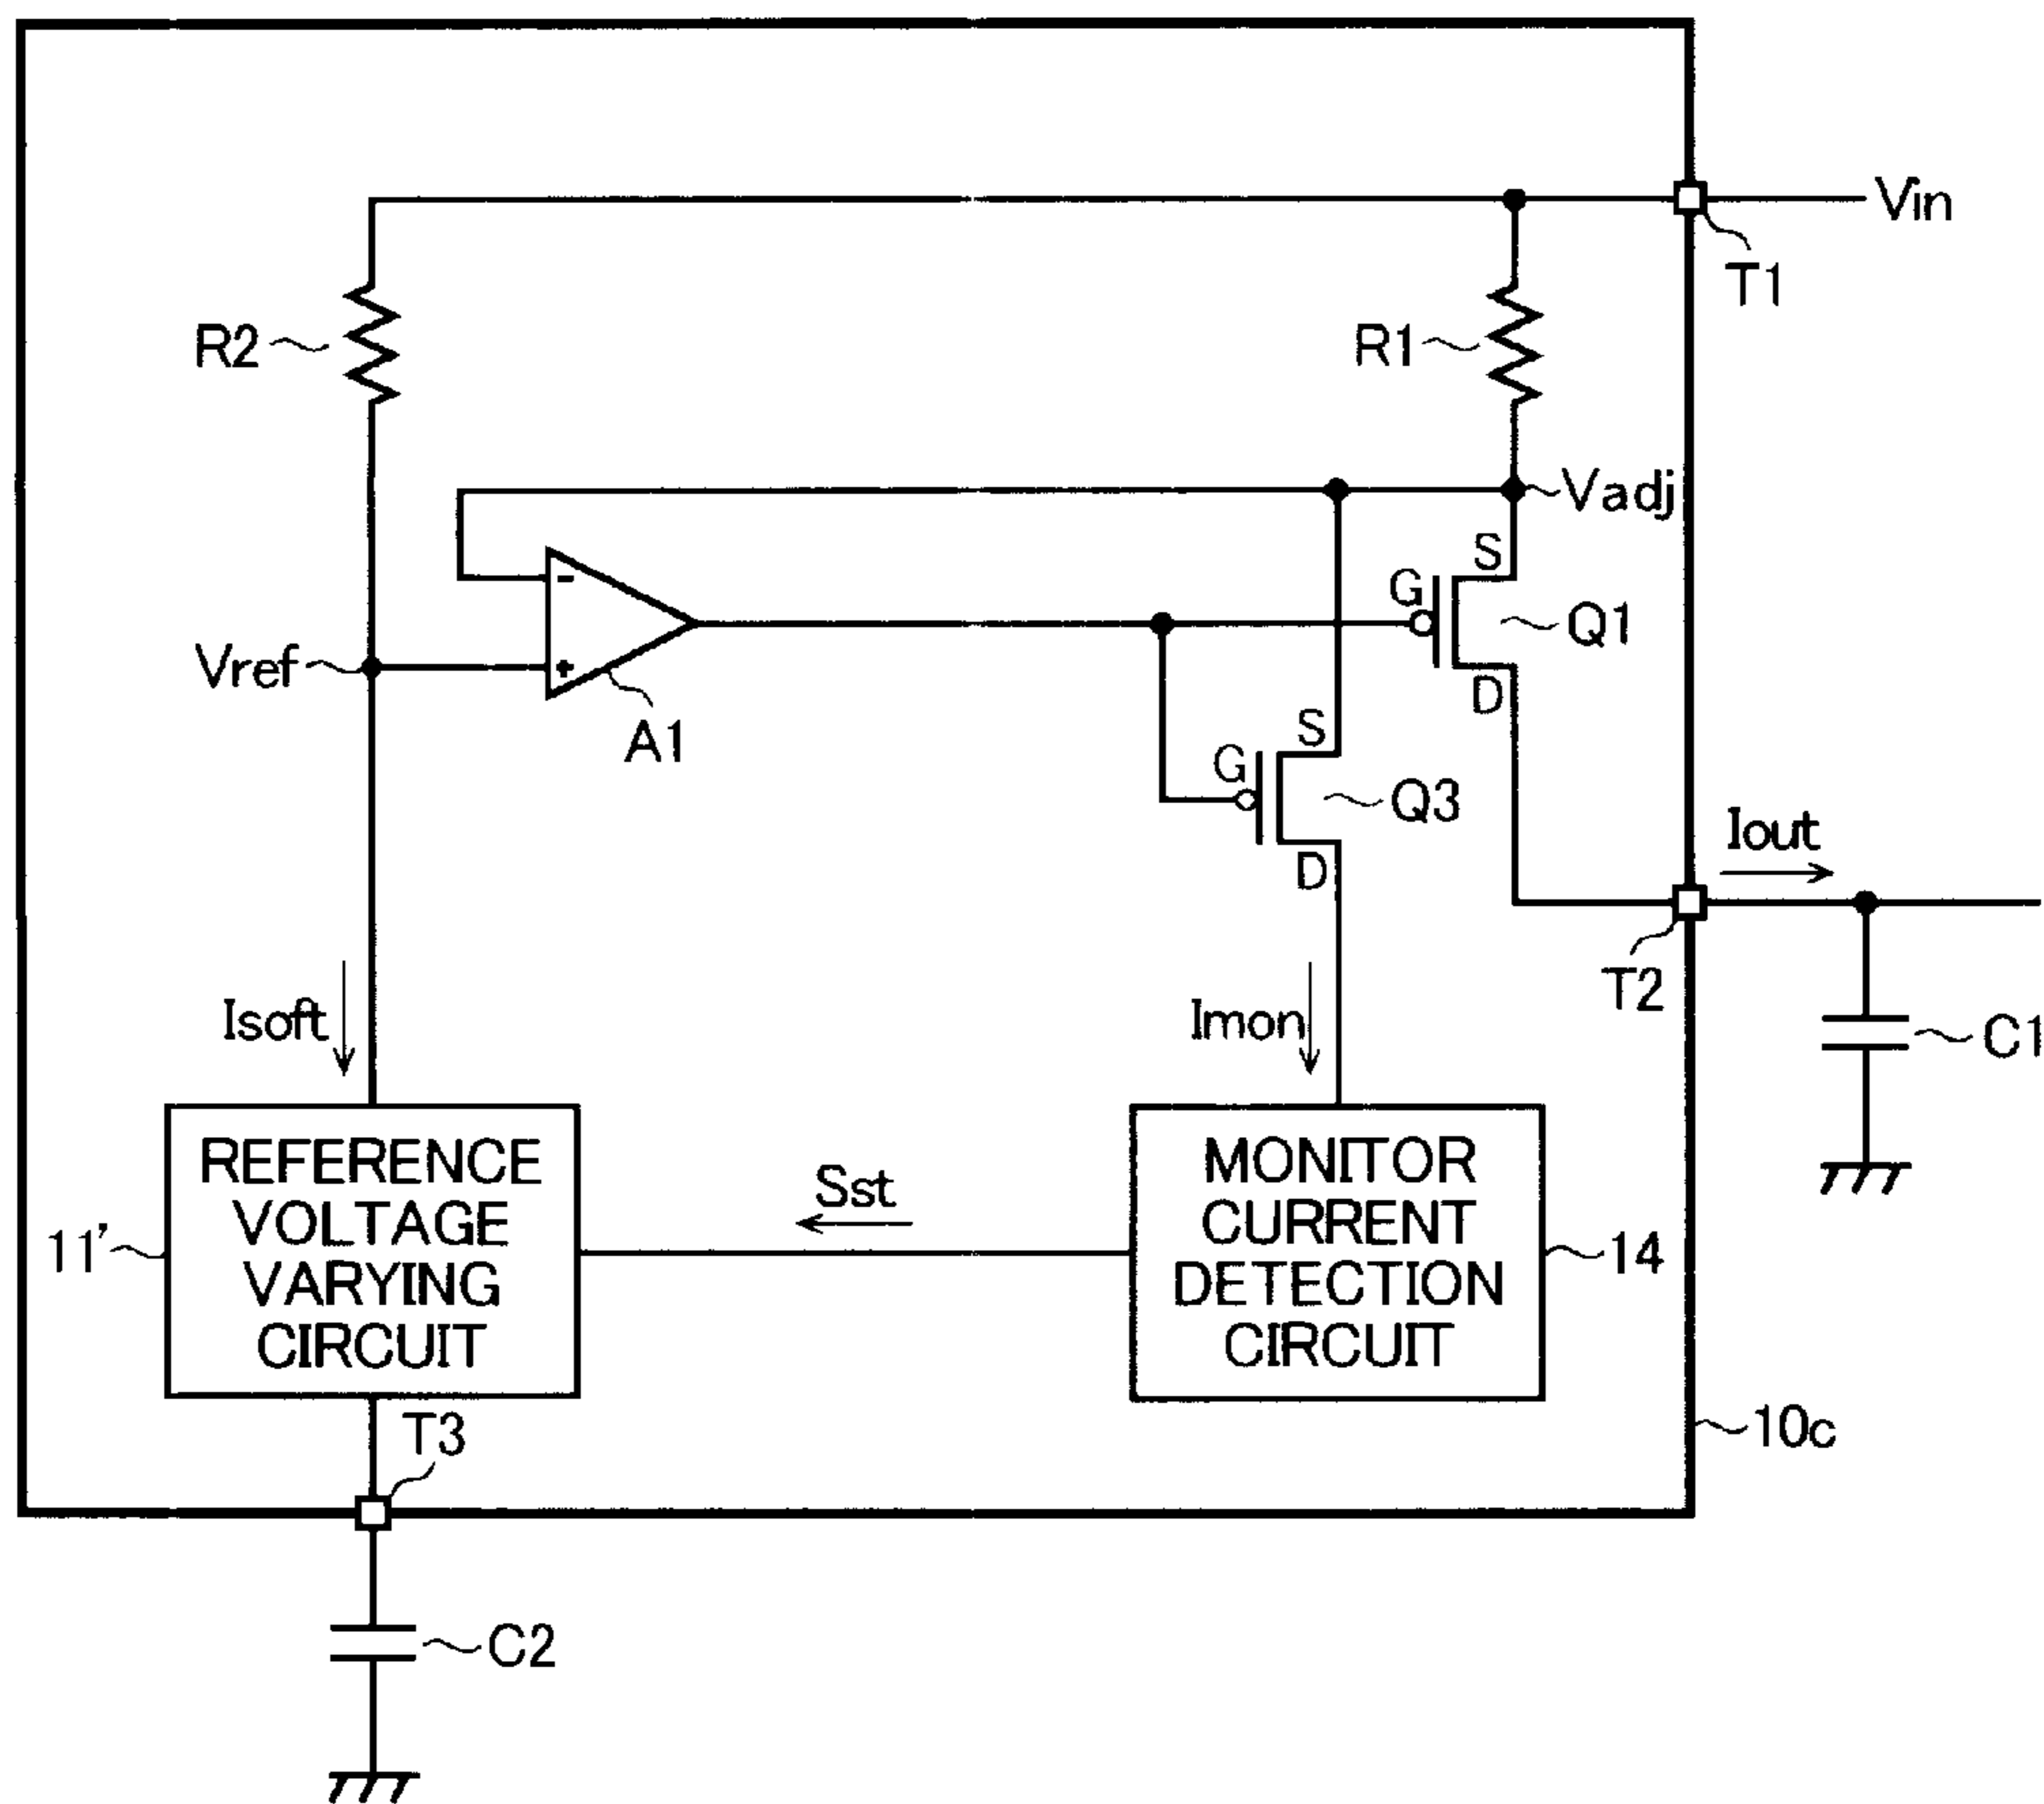 Vin
T1
R2
R1
Vadj
S
G
Q1
Vref
- 
+
D
A1
S
G
Q3
Iout
D
T2
Isoft
Imon
C1
REFERENCE
VOLTAGE
VARYING
CIRCUIT
11'
Sst
MONITOR
CURRENT
DETECTION
CIRCUIT
14
T3
10c
C2